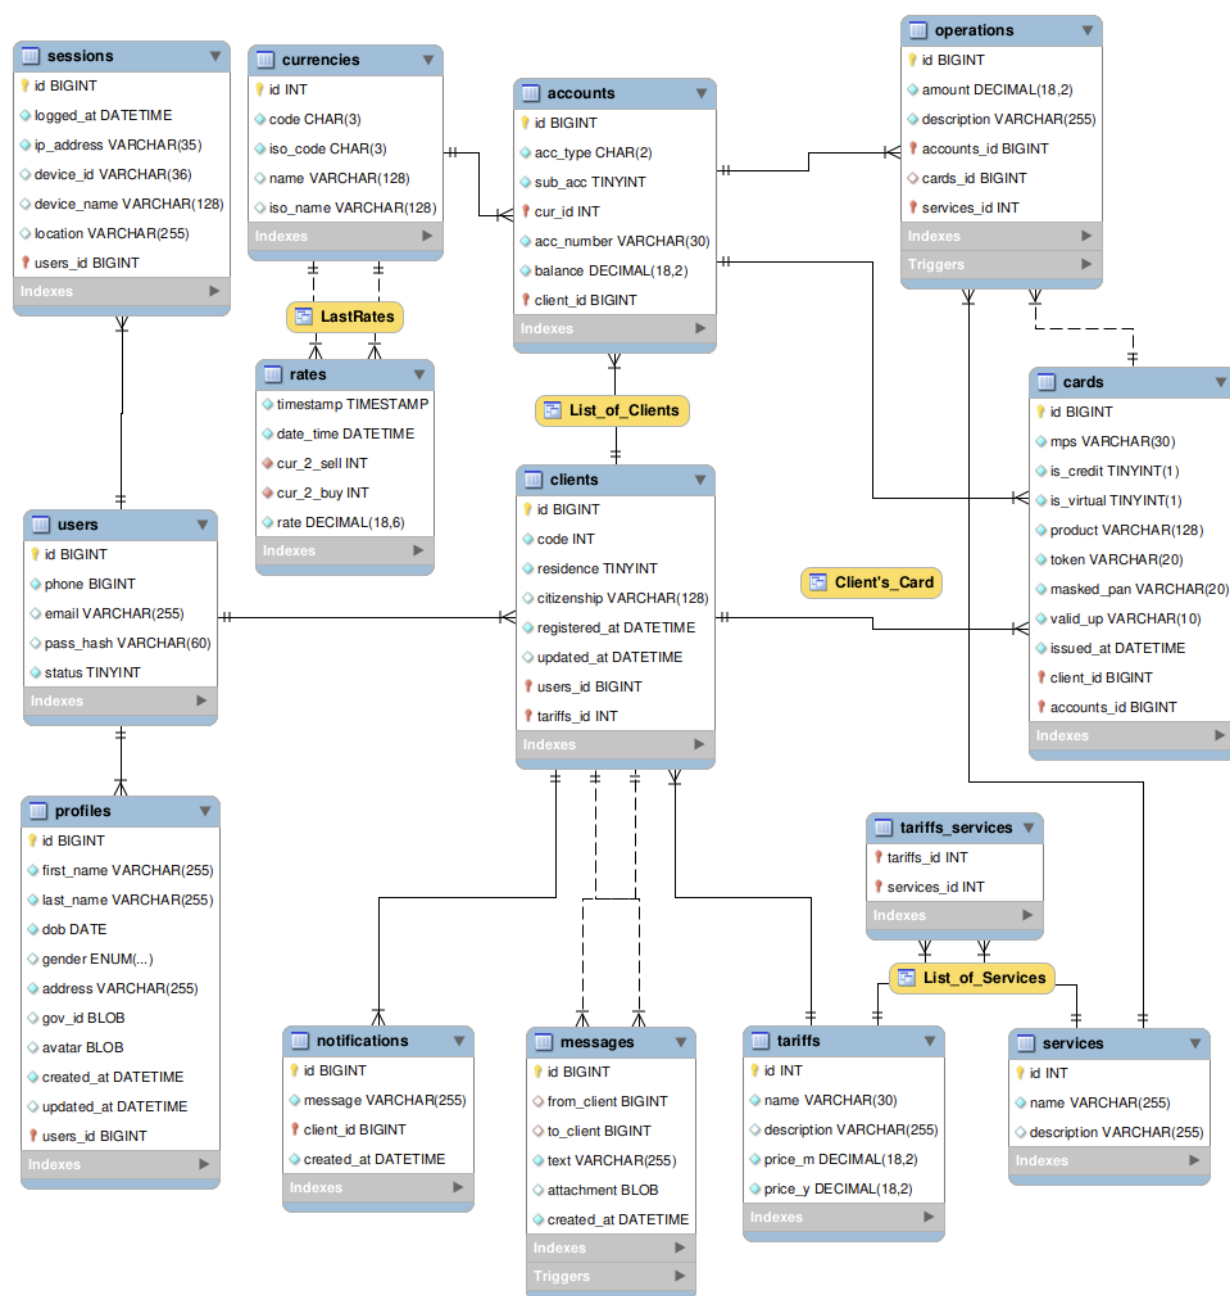 sessions
id BIGINT
logged_at DATETIME
ip_address VARCHAR(35)
device_id VARCHAR(36)
device_name VARCHAR(128)
location VARCHAR(255)
users_id BIGINT
Indexes
currencies
id INT
code CHAR(3)
iso_code CHAR(3)
name VARCHAR(128)
iso_name VARCHAR(128)
Indexes
accounts
id BIGINT
acc_type CHAR(2)
sub_acc TINYINT
cur_id INT
acc_number VARCHAR(30)
balance DECIMAL(18,2)
client_id BIGINT
Indexes
operations
id BIGINT
amount DECIMAL(18,2)
description VARCHAR(255)
accounts_id BIGINT
cards_id BIGINT
services_id INT
Indexes
Triggers
LastRates
rates
timestamp TIMESTAMP
date_time DATETIME
cur_2_sell INT
cur_2_buy INT
rate DECIMAL(18,6)
Indexes
List_of_Clients
cards
id BIGINT
mps VARCHAR(30)
is_credit TINYINT(1)
is_virtual TINYINT(1)
product VARCHAR(128)
token VARCHAR(20)
masked_pan VARCHAR(20)
valid_up VARCHAR(10)
issued_at DATETIME
client_id BIGINT
accounts_id BIGINT
Indexes
users
id BIGINT
phone BIGINT
email VARCHAR(255)
pass_hash VARCHAR(60)
status TINYINT
Indexes
clients
id BIGINT
code INT
residence TINYINT
citizenship VARCHAR(128)
registered_at DATETIME
updated_at DATETIME
users_id BIGINT
tariffs_id INT
Indexes
Client's_Card
profiles
id BIGINT
first_name VARCHAR(255)
last_name VARCHAR(255)
dob DATE
gender ENUM(...)
address VARCHAR(255)
gov_id BLOB
avatar BLOB
created_at DATETIME
updated_at DATETIME
users_id BIGINT
Indexes
tariffs_services
tariffs_id INT
services_id INT
Indexes
List_of_Services
notifications
id BIGINT
message VARCHAR(255)
client_id BIGINT
created_at DATETIME
Indexes
messages
id BIGINT
from_client BIGINT
to_client BIGINT
text VARCHAR(255)
attachment BLOB
created_at DATETIME
Indexes
Triggers
tariffs
id INT
name VARCHAR(30)
description VARCHAR(255)
price_m DECIMAL(18,2)
price_y DECIMAL(18,2)
Indexes
services
id INT
name VARCHAR(255)
description VARCHAR(255)
Indexes